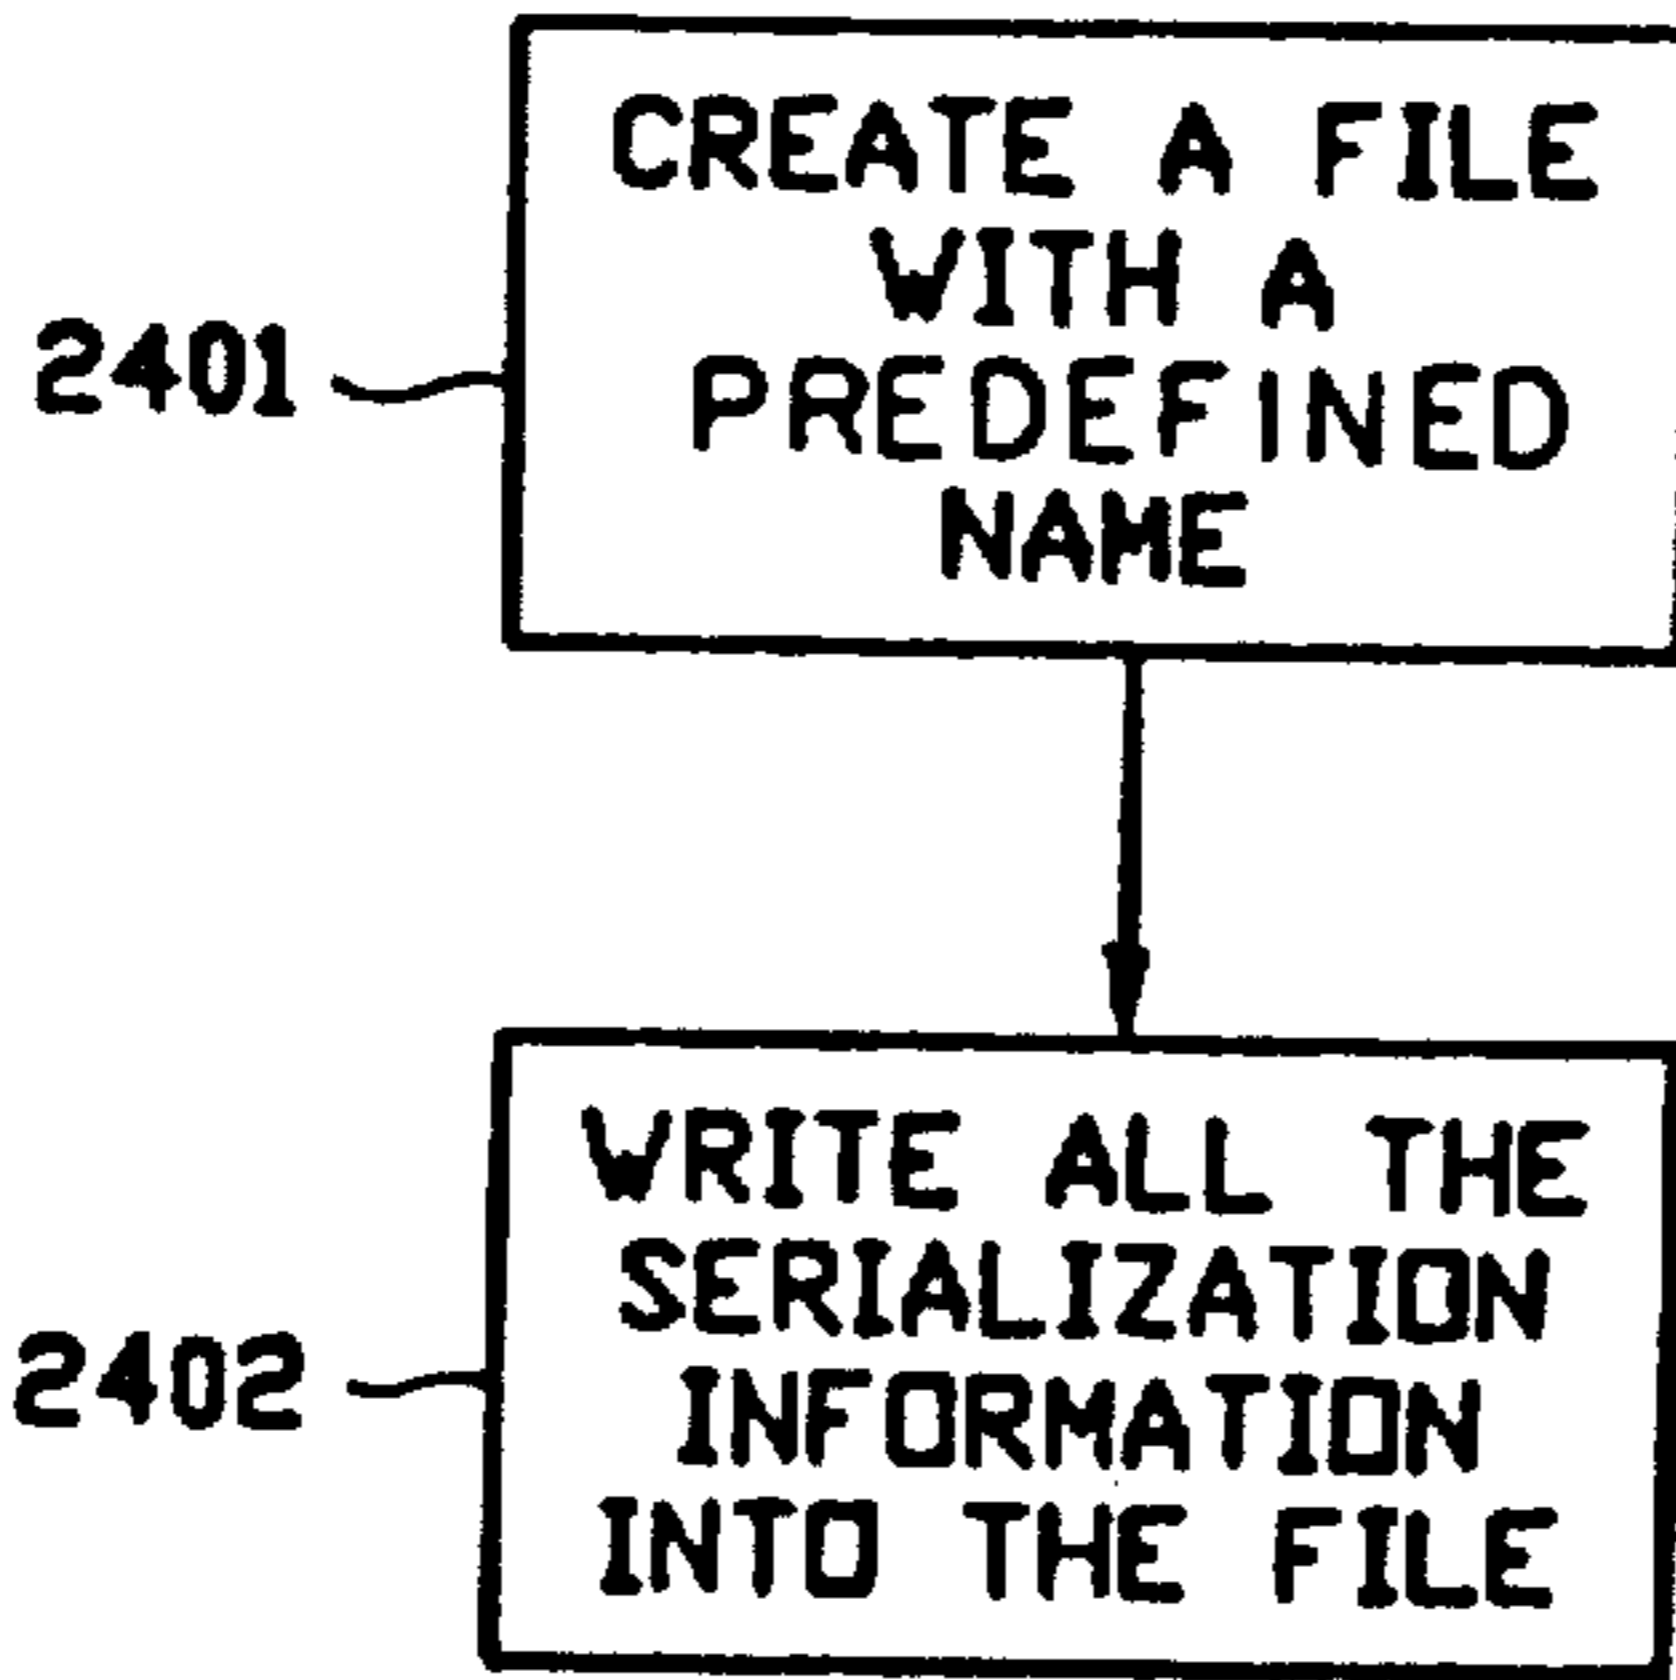 CREATE A FILE
WITH A
2401
PREDEFINED
NAME
WRITE ALL THE
SERIALIZATION
2402
INFORMATION
INTO THE FILE